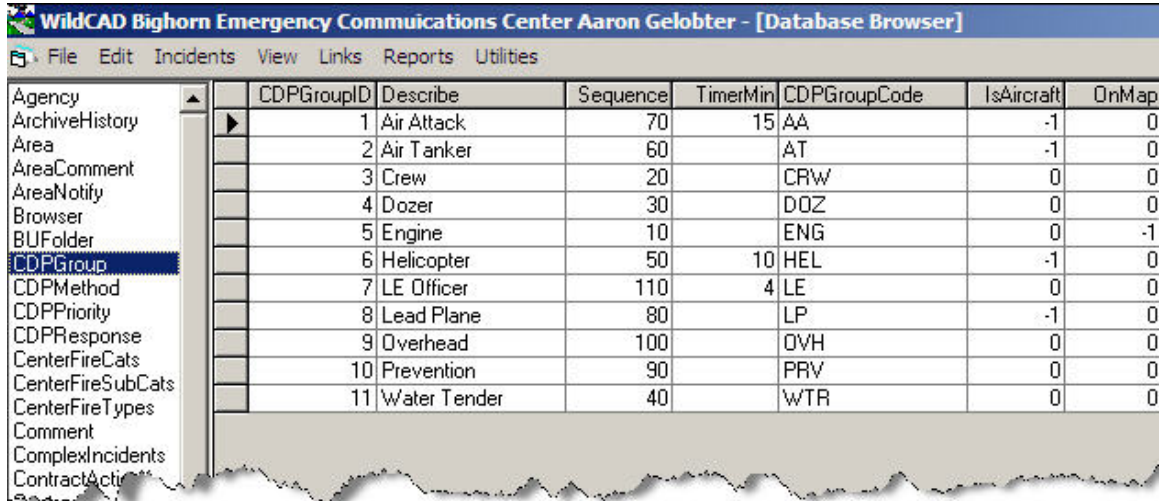 WildCAD Bighorn Emergency Commuications Center Aaron Gelobter - [Database Browser]
File Edit Incidents View Links Reports Utilities
Agency
ArchiveHistory
Area
AreaComment
AreaNotify
Browser
BUFolder
CDPGroup
CDPMethod
CDPPriority
CDPResponse
CenterFireCats
CenterFireSubCats
CenterFireTypes
Comment
ComplexIncidents
CDPGroupID Describe Sequence TimerMin CDPGroupCode IsAircraft OnMap
1 Air Attack 70 15 AA -1 0
2 Air Tanker 60 AT -1 0
3 Crew 20 CRW 0 0
4 Dozer 30 DOZ 0 0
5 Engine 10 ENG 0 -1
6 Helicopter 50 10 HEL -1 0
7 LE Officer 110 4 LE 0 0
8 Lead Plane 80 LP -1 0
9 Overhead 100 OVH 0 0
10 Prevention 90 PRV 0 0
11 Water Tender 40 WTR 0 0